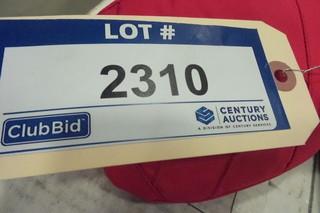 LOT #
2310
ClubBid
CENTURY
AUCTIONS
A DIVISION OF CENTURY SERVICES